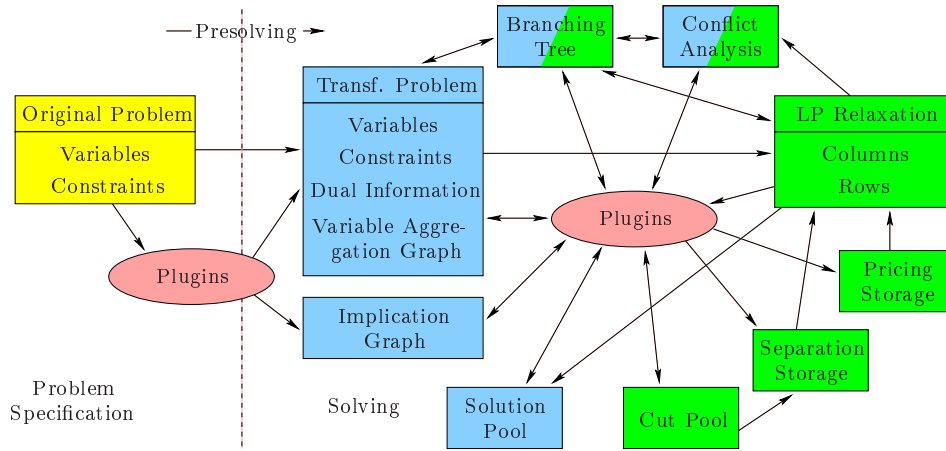 Presolving
Branching
Tree
Conflict
Analysis
Original Problem
Variables
Constraints
Transf. Problem
Variables
Constraints
Dual Information
Variable Aggre-
gation Graph
LP Relaxation
Columns
Rows
Plugins
Plugins
Pricing
Storage
Implication
Graph
Separation
Storage
Problem
Specification
Solving
Solution
Pool
Cut Pool